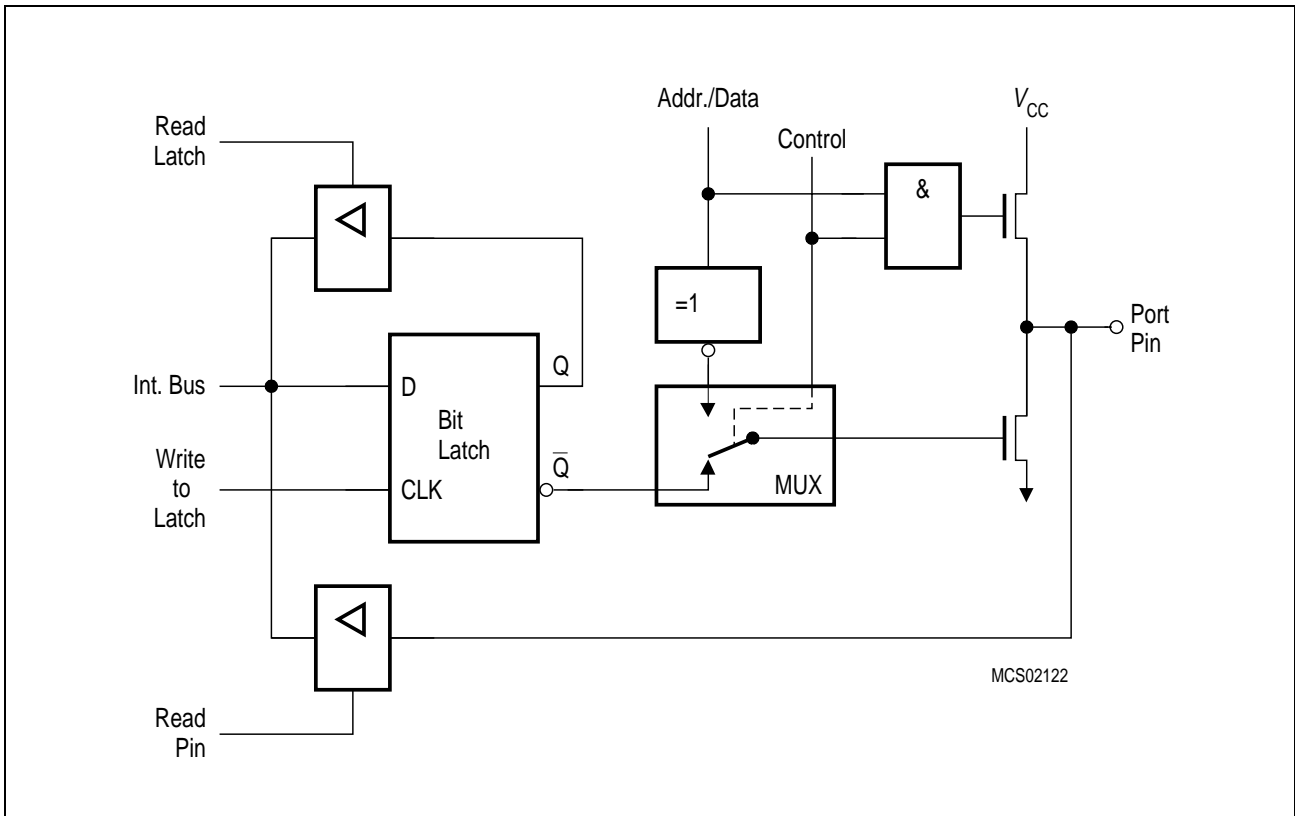 Addr./Data
V_CC
Control
Read
Latch
&
=1
Port
Pin
Int. Bus
D
Q
Bit
Latch
Write
to
Latch
CLK
Q̅
MUX
MCS02122
Read
Pin